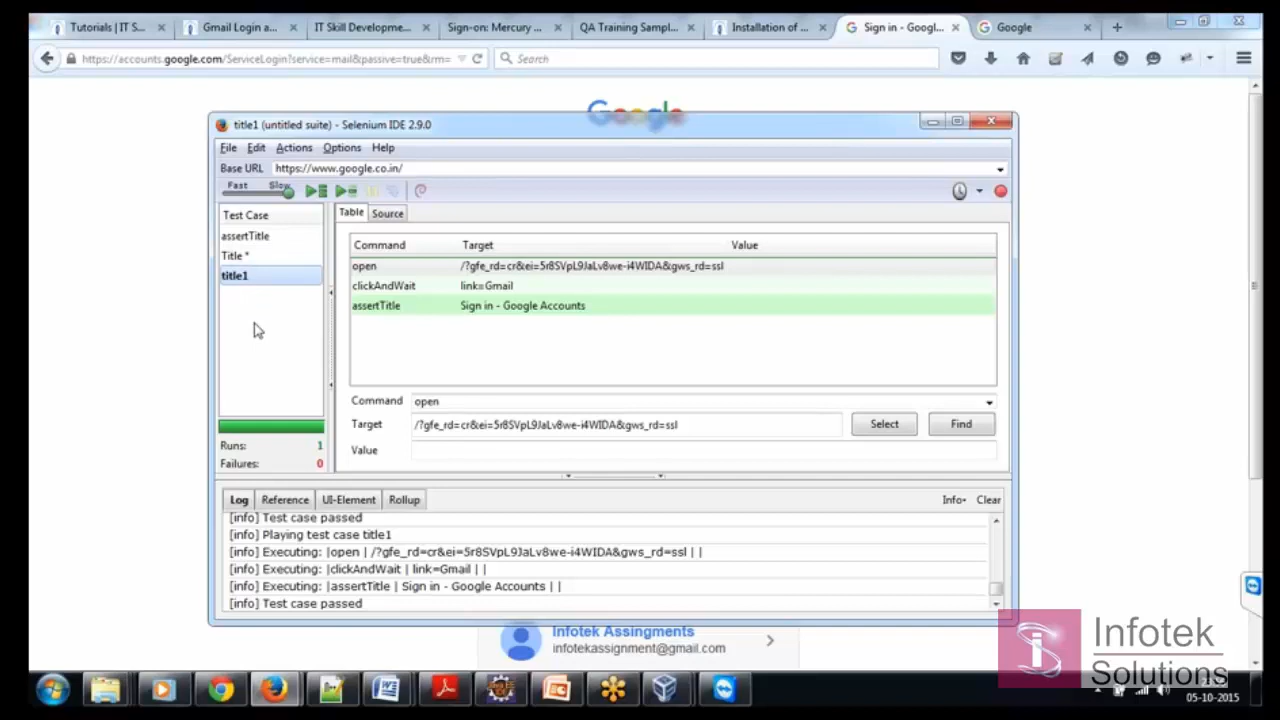 Tutorials | IT S... Gmail Login a... IT Skill Developme... Sign-on: Mercury ... QA Training Sampl... Installation of ... Sign in - Googl... Google
https://accounts.google.com/ServiceLogin?service=mail&passive=true&rm= Search
Google
title1 (untitled suite) - Selenium IDE 2.9.0
File Edit Actions Options Help
Base URL https://www.google.co.in/
Fast Slow
Test Case
assertTitle
Title *
title1
Table Source
Command Target Value
open /?gfe_rd=cr&ei=5r8SVpL9JaLv8we-i4WIDA&gws_rd=ssl
clickAndWait link=Gmail
assertTitle Sign in - Google Accounts
Command open
Target /?gfe_rd=cr&ei=5r8SVpL9JaLv8we-i4WIDA&gws_rd=ssl Select Find
Value
Runs: 1
Failures: 0
Log Reference UI-Element Rollup Info Clear
[info] Test case passed
[info] Playing test case title1
[info] Executing: |open | /?gfe_rd=cr&ei=5r8SVpL9JaLv8we-i4WIDA&gws_rd=ssl | |
[info] Executing: |clickAndWait | link=Gmail | |
[info] Executing: |assertTitle | Sign in - Google Accounts | |
[info] Test case passed
Infotek Assingments
infotekassignment@gmail.com
Infotek
Solutions
05-10-2015